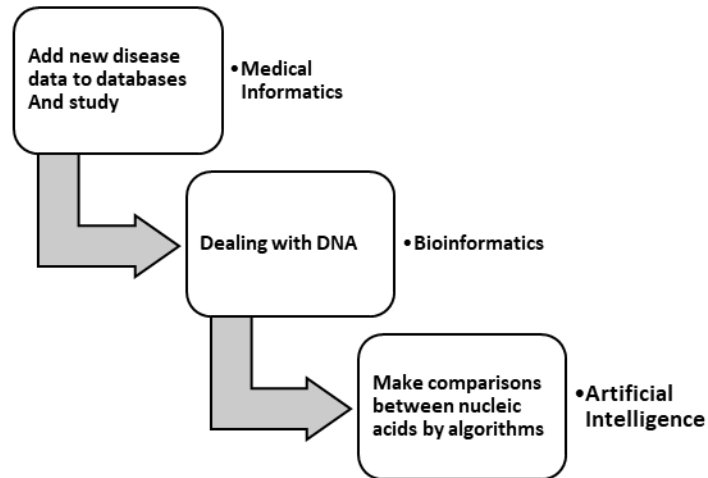 Add new disease
data to databases
And study
•Medical
Informatics
Dealing with DNA
•Bioinformatics
Make comparisons
between nucleic
acids by algorithms
•Artificial
Intelligence